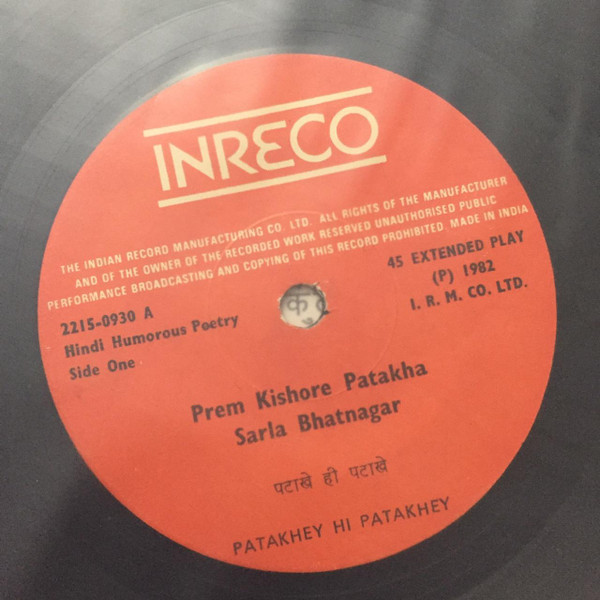 INRECO
THE INDIAN RECORD MANUFACTURING CO. LTD. ALL RIGHTS OF THE MANUFACTURER
AND OF THE OWNER OF THE RECORDED WORK RESERVED UNAUTHORISED PUBLIC
PERFORMANCE BROADCASTING AND COPYING OF THIS RECORD PROHIBITED. MADE IN INDIA
2215-0930 A
Hindi Humorous Poetry
Side One
45 EXTENDED PLAY
(P) 1982
I. R. M. CO. LTD.
Prem Kishore Patakha
Sarla Bhatnagar
पटाखे ही पटाखे
PATAKHEY HI PATAKHEY